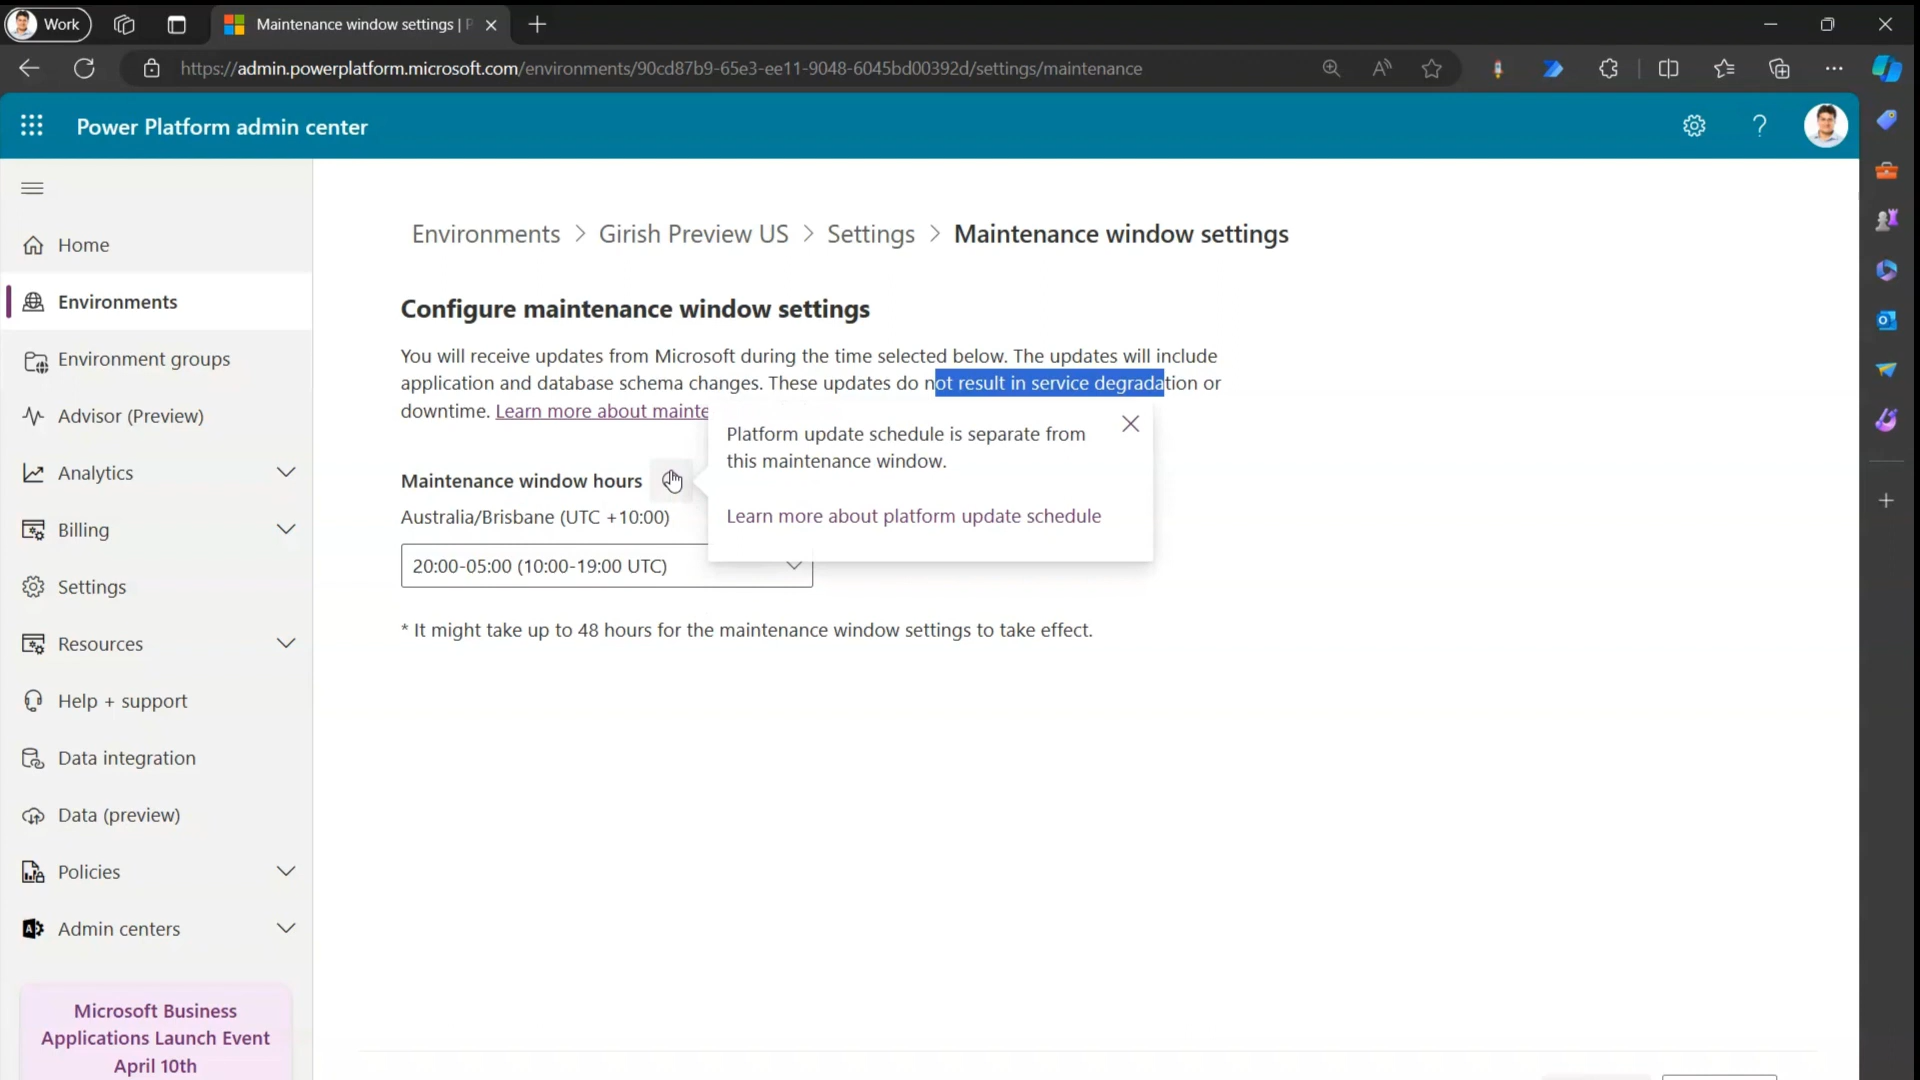 Work
Maintenance window settings | P
https://admin.powerplatform.microsoft.com/environments/90cd87b9-65e3-ee11-9048-6045bd00392d/settings/maintenance
Power Platform admin center
Home
Environments
Environment groups
Advisor (Preview)
Analytics
Billing
Settings
Resources
Help + support
Data integration
Data (preview)
Policies
Admin centers
Microsoft Business
Applications Launch Event
April 10th
Environments > Girish Preview US > Settings > Maintenance window settings
Configure maintenance window settings
You will receive updates from Microsoft during the time selected below. The updates will include
application and database schema changes. These updates do not result in service degradation or
downtime. Learn more about mainte
Platform update schedule is separate from
this maintenance window.
Learn more about platform update schedule
Maintenance window hours
Australia/Brisbane (UTC +10:00)
20:00-05:00 (10:00-19:00 UTC)
* It might take up to 48 hours for the maintenance window settings to take effect.